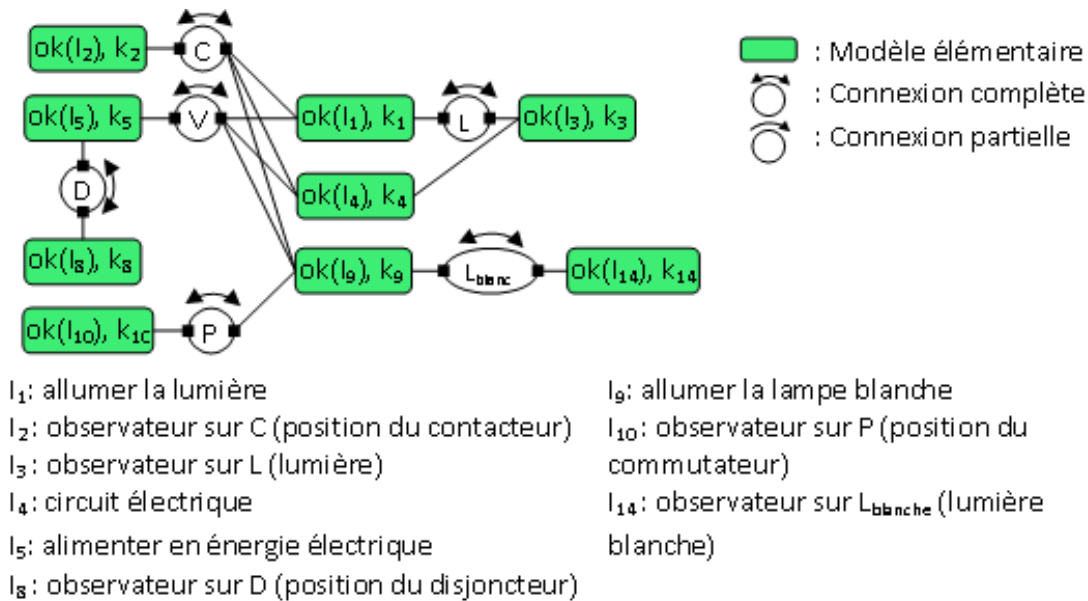 ok(I₂), k₂
C
: Modèle élémentaire
ok(I₅), k₅
V
ok(I₁), k₁
L
ok(I₃), k₃
: Connexion complète
: Connexion partielle
D
ok(I₄), k₄
ok(I₈), k₈
ok(I₉), k₉
L_blanc
ok(I₁₄), k₁₄
ok(I₁₀), k₁₀
P
I₁: allumer la lumière
I₂: observateur sur C (position du contacteur)
I₃: observateur sur L (lumière)
I₄: circuit électrique
I₅: alimenter en énergie électrique
I₈: observateur sur D (position du disjoncteur)
I₉: allumer la lampe blanche
I₁₀: observateur sur P (position du
commutateur)
I₁₄: observateur sur L_blanche (lumière
blanche)